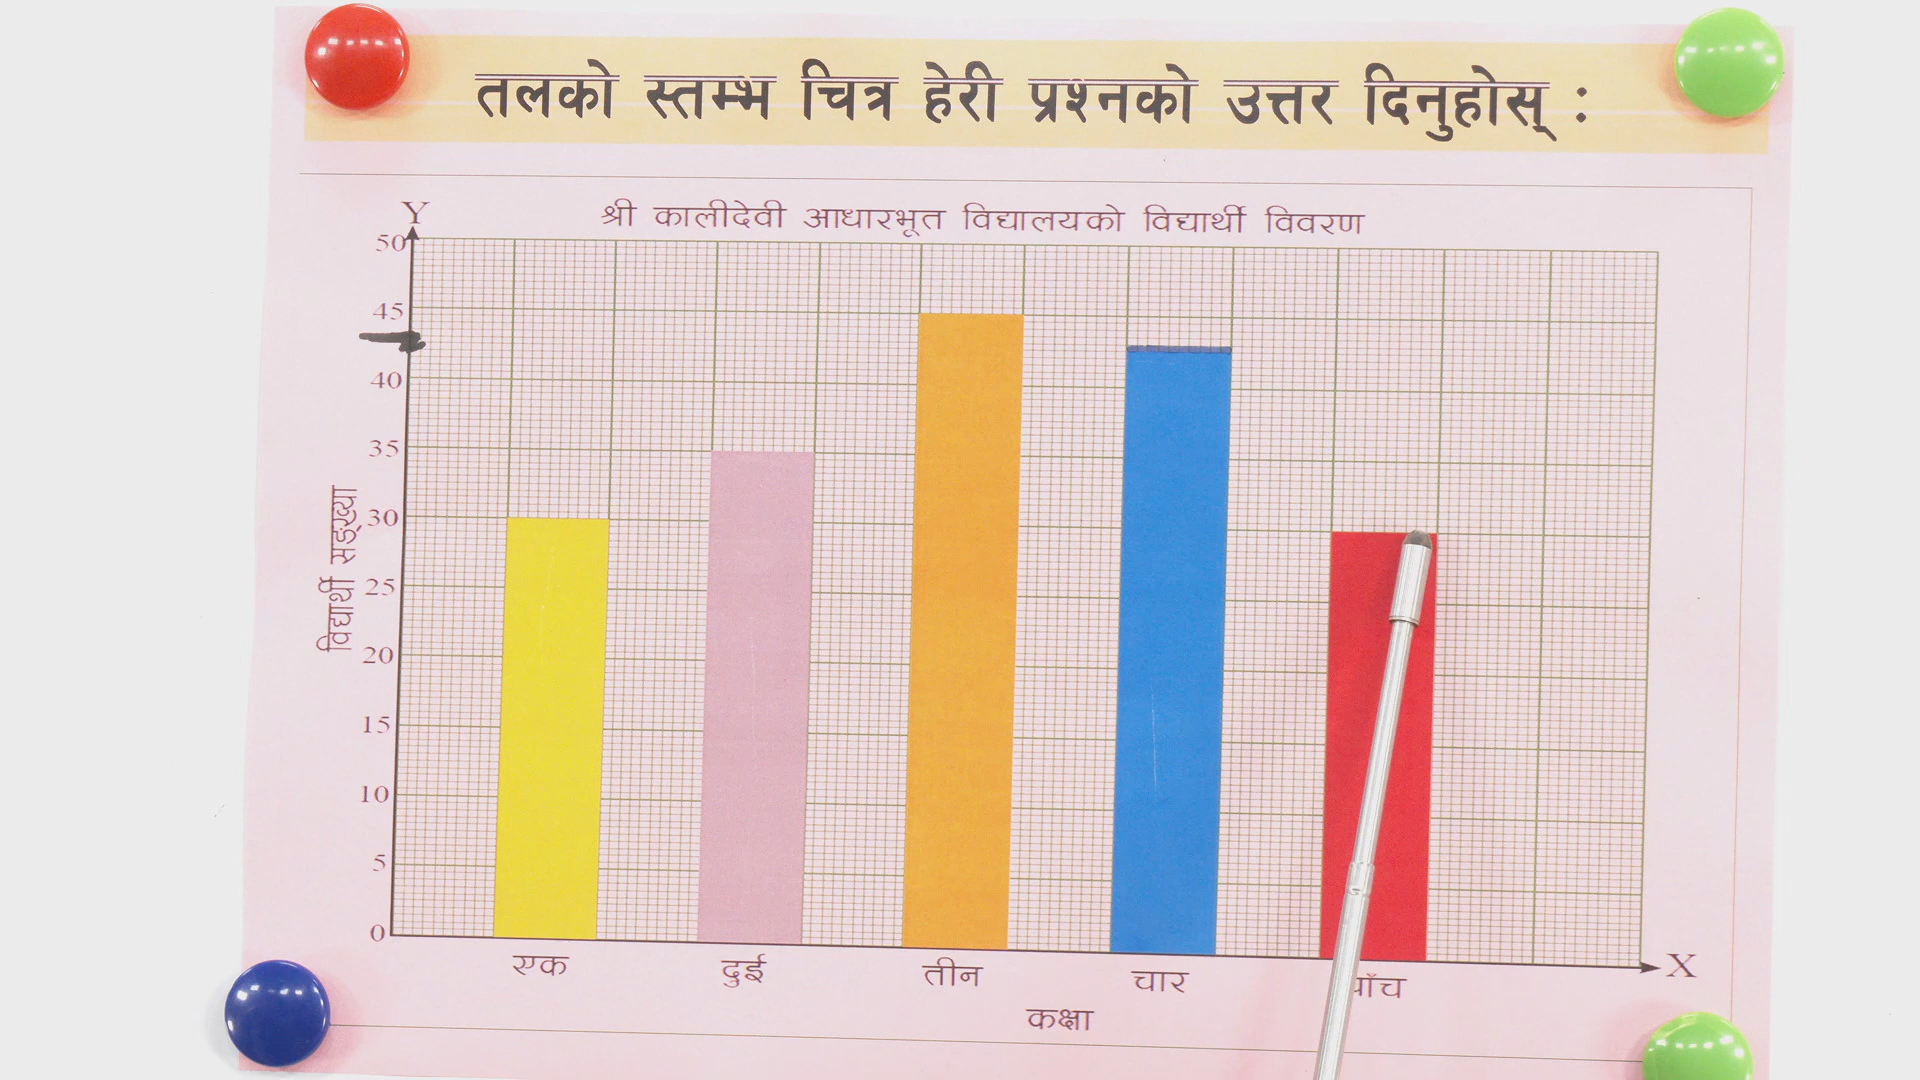 तलको स्तम्भ चित्र हेरी प्रश्नको उत्तर दिनुहोस् :
श्री कालीदेवी आधारभूत विद्यालयको विद्यार्थी विवरण
Y
50
45
40
35
30
25
20
15
10
5
0
विद्यार्थी सङ्ख्या
एक दुई तीन चार पाँच
X
कक्षा